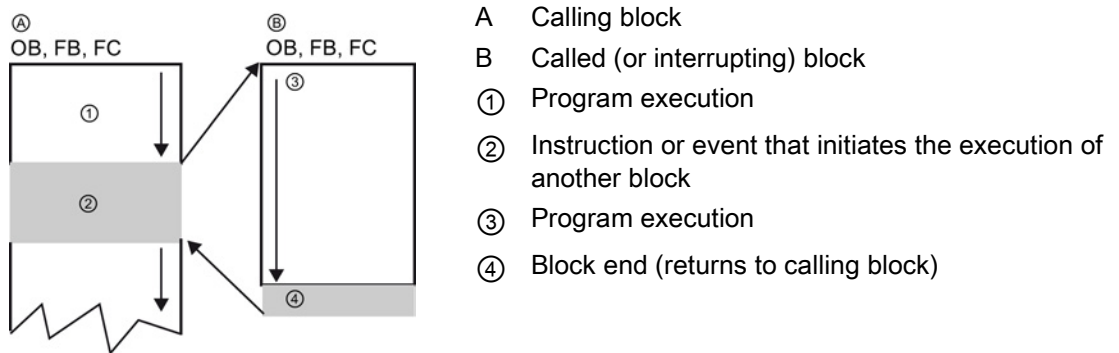 Ⓐ
OB, FB, FC
Ⓑ
OB, FB, FC
①
②
③
④
A Calling block
B Called (or interrupting) block
① Program execution
② Instruction or event that initiates the execution of
another block
③ Program execution
④ Block end (returns to calling block)